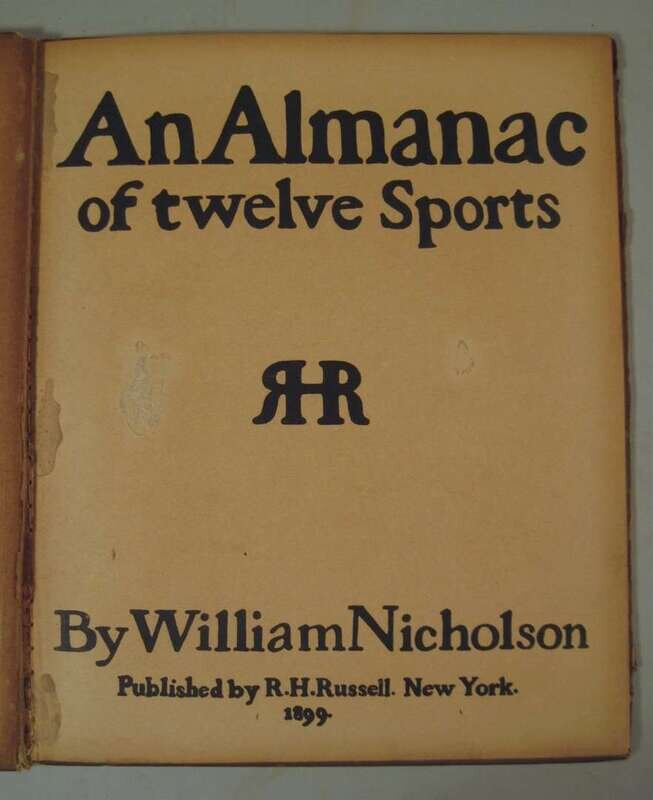 An Almanac
of twelve Sports
RHR
By William Nicholson
Published by R.H.Russell. New York.
1899.